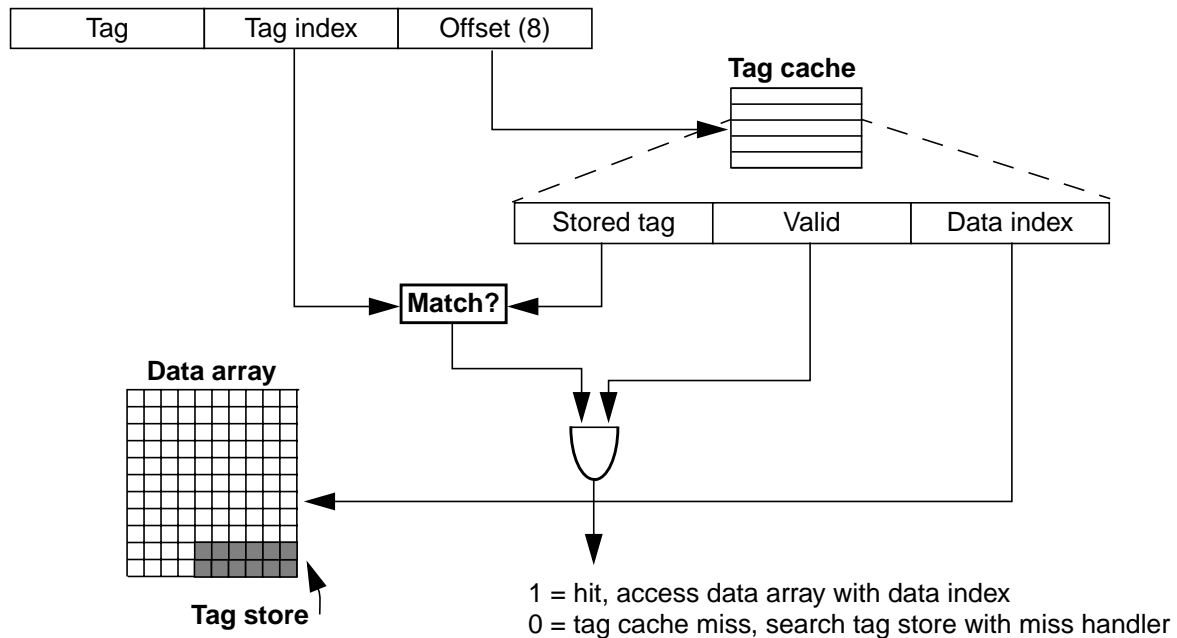 Tag Tag index Offset (8)
Tag cache
Stored tag Valid Data index
Match?
Data array
Tag store
1 = hit, access data array with data index
0 = tag cache miss, search tag store with miss handler